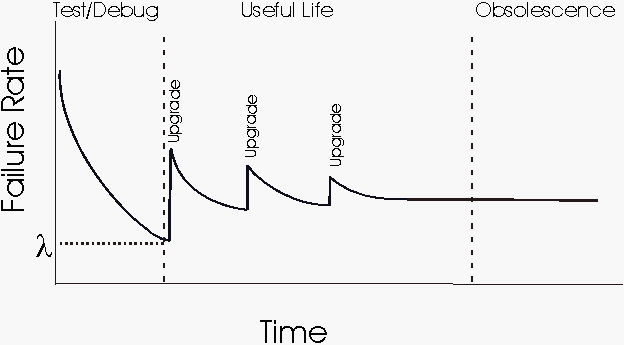 Test/Debug
Useful Life
Obsolescence
Failure Rate
Upgrade
Upgrade
Upgrade
λ
Time